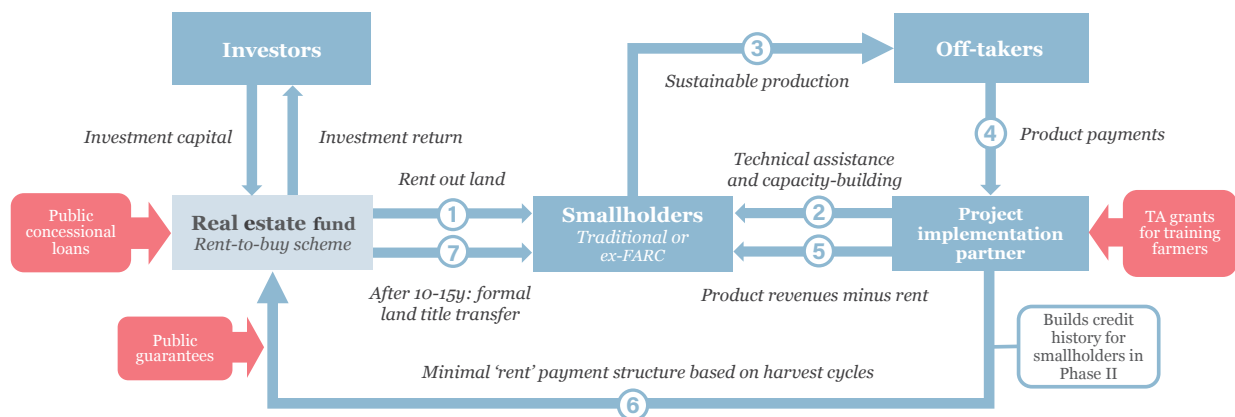 Investors
Off-takers
3
Sustainable production
Investment capital
Investment return
4
Product payments
Technical assistance
and capacity-building
Rent out land
Public
concessional
loans
Real estate fund
Rent-to-buy scheme
1
7
Smallholders
Traditional or
ex-FARC
2
5
Project
implementation
partner
TA grants
for training
farmers
After 10-15y: formal
land title transfer
Product revenues minus rent
Public
guarantees
Builds credit
history for
smallholders in
Phase II
Minimal ‘rent’ payment structure based on harvest cycles
6